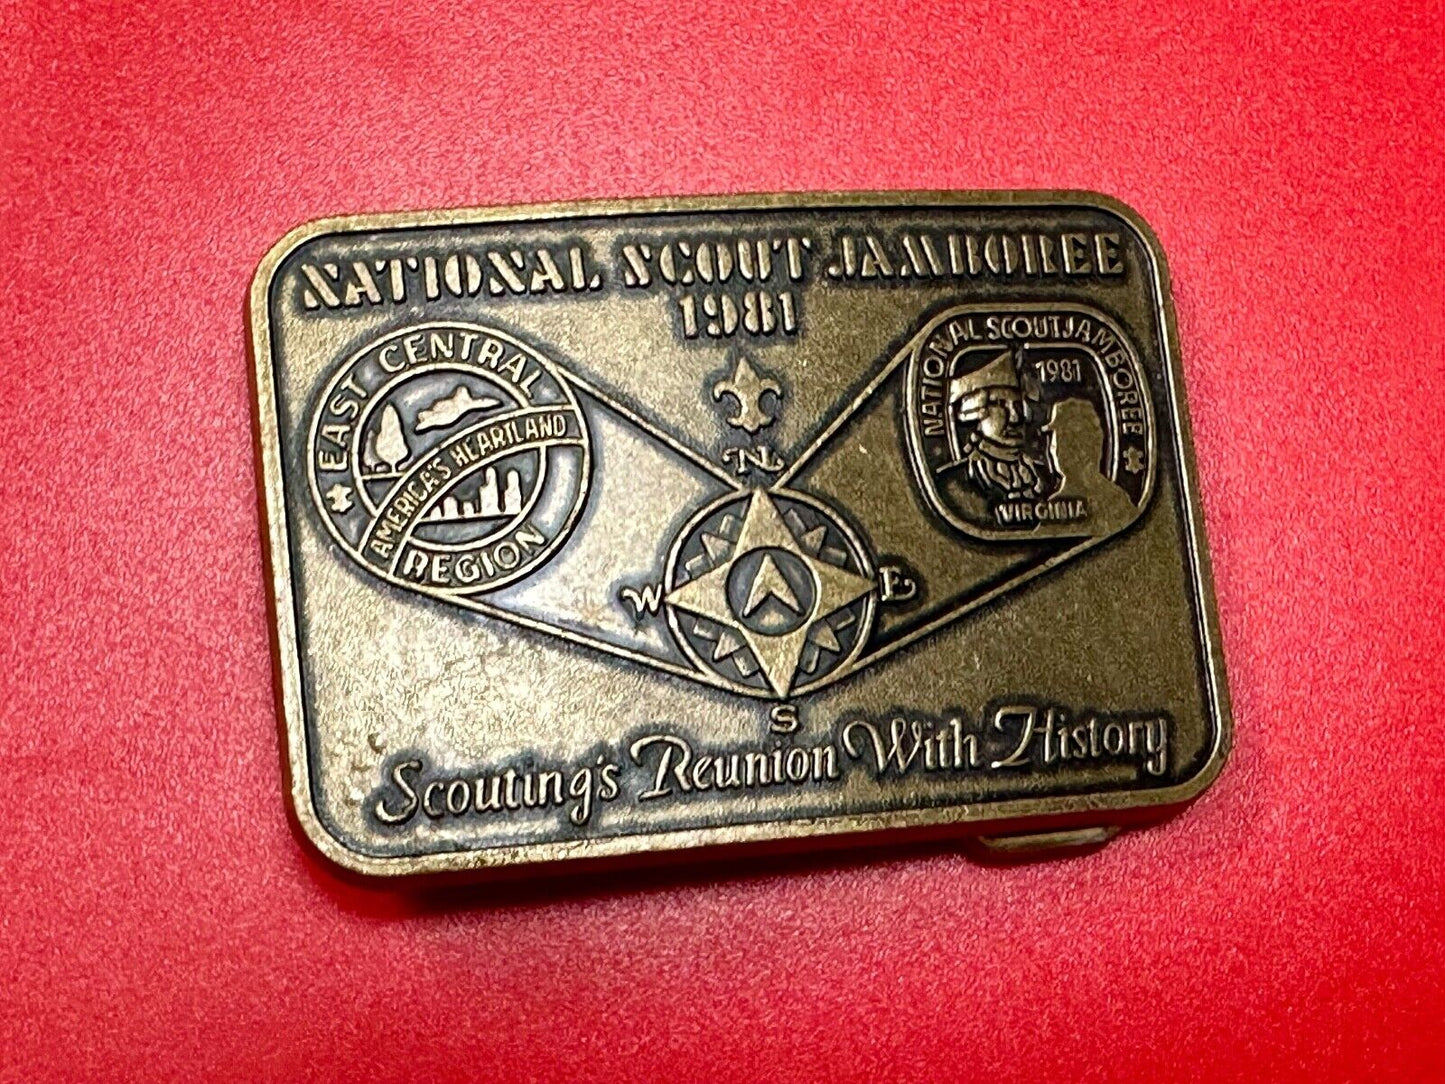 NATIONAL SCOUT JAMBOREE
1981
EAST CENTRAL
AMERICA'S HEARTLAND
REGION
NATIONAL SCOUT JAMBOREE
1981
VIRGINIA
N
W
E
S
Scouting's Reunion With History